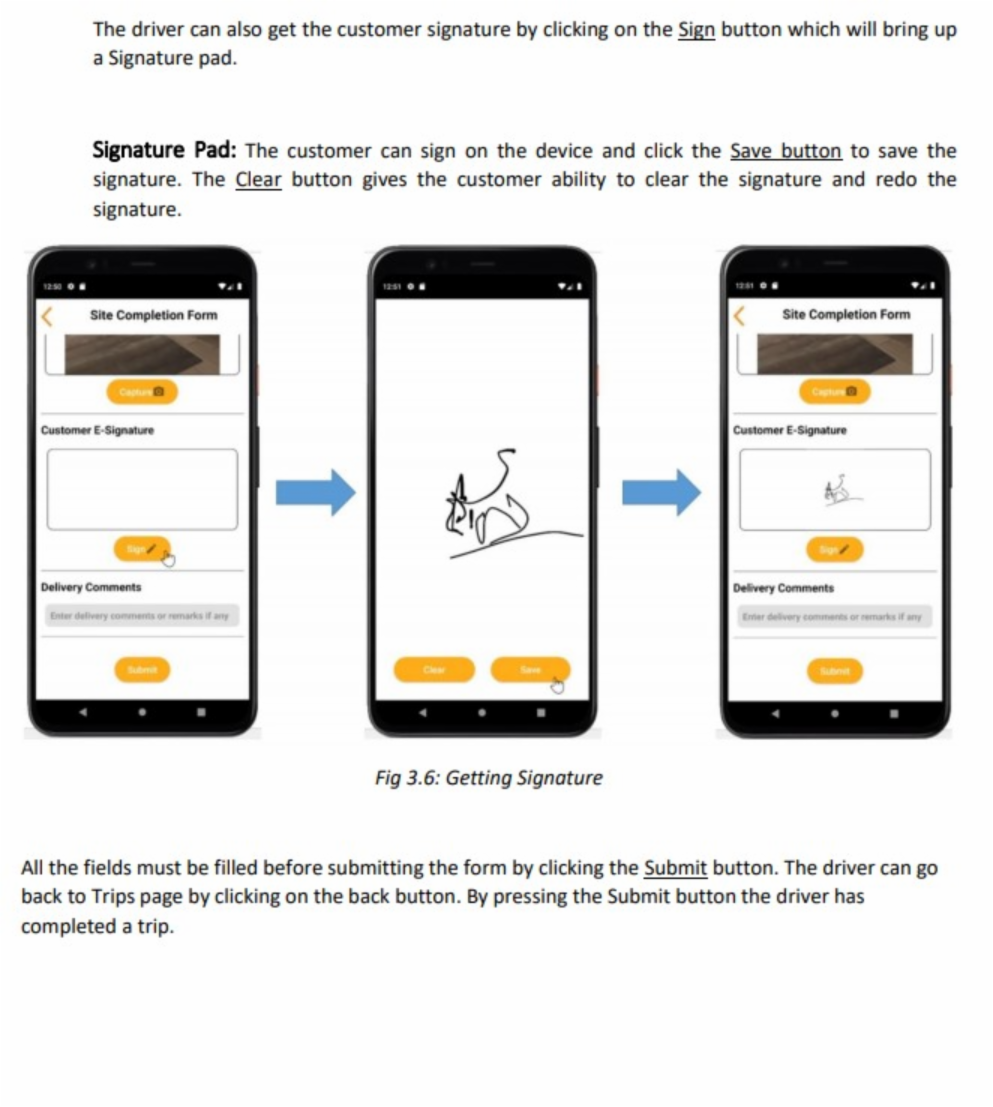 The driver can also get the customer signature by clicking on the Sign button which will bring up
a Signature pad.
Signature Pad: The customer can sign on the device and click the Save button to save the
signature. The Clear button gives the customer ability to clear the signature and redo the
signature.
12:50
Site Completion Form
Capture
Customer E-Signature
Sign
Delivery Comments
Enter delivery comments or remarks if any
Submit
12:51
Clear
Save
12:51
Site Completion Form
Capture
Customer E-Signature
Sign
Delivery Comments
Enter delivery comments or remarks if any
Submit
Fig 3.6: Getting Signature
All the fields must be filled before submitting the form by clicking the Submit button. The driver can go
back to Trips page by clicking on the back button. By pressing the Submit button the driver has
completed a trip.